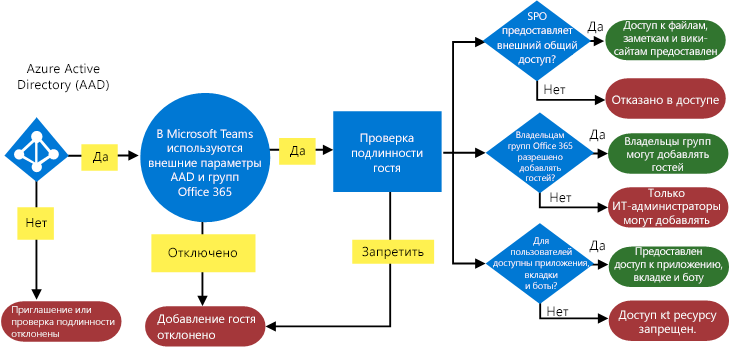 Azure Active
Directory (AAD)
Да
Нет
Приглашение или
проверка подлинности
отклонены
В Microsoft Teams
используются
внешние параметры
AAD и групп
Office 365
Да
Отключено
Добавление гостя
отклонено
Проверка
подлинности
гостя
Запретить
SPO
предоставляет
внешний общий
доступ?
Да
Доступ к файлам,
заметкам и вики-
сайтам предоставлен
Нет
Отказано в доступе
Владельцам
групп Office 365
разрешено
добавлять
гостей?
Да
Владельцы групп
могут добавлять
гостей
Нет
Только
ИТ-администраторы
могут добавлять
Для
пользователей
доступны приложения,
вкладки
и боты?
Да
Предоставлен
доступ к приложению,
вкладке и боту
Нет
Доступ kt ресурсу
запрещен.